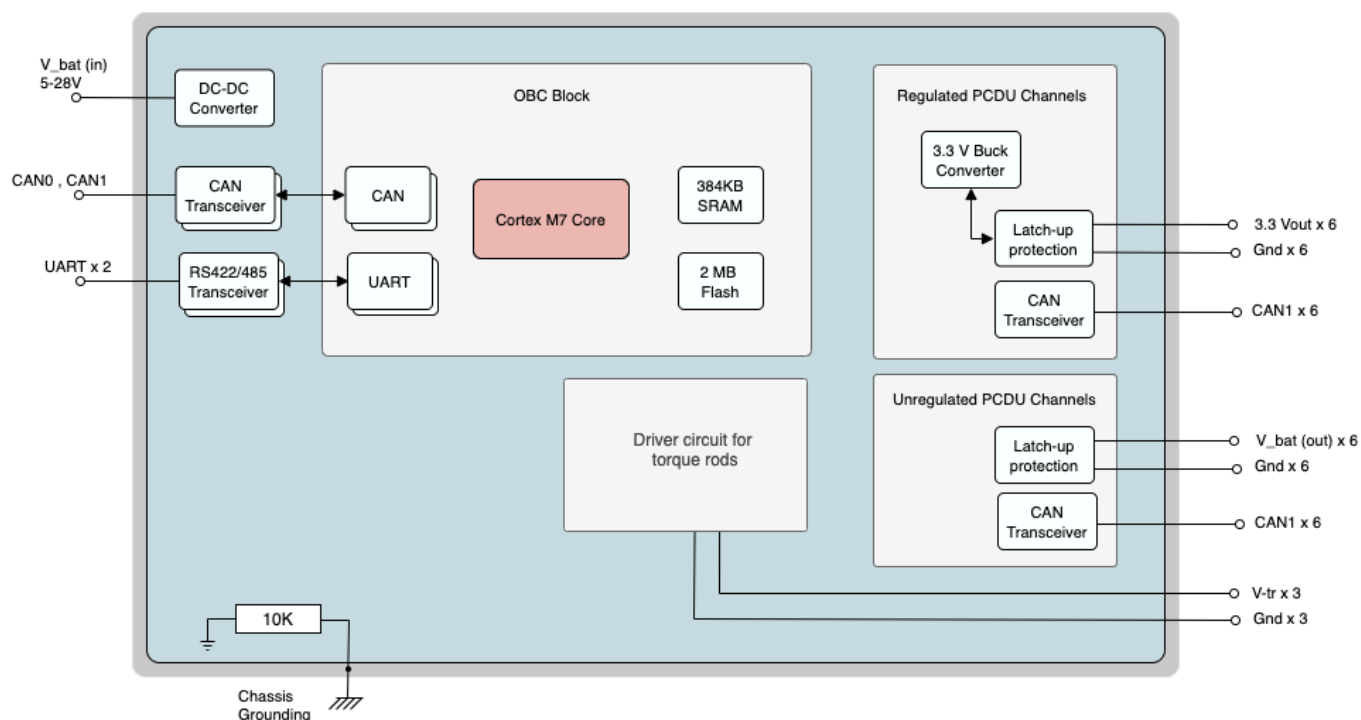 V_bat (in)
5-28V
DC-DC
Converter
CAN0 , CAN1
CAN
Transceiver
UART x 2
RS422/485
Transceiver
OBC Block
CAN
UART
Cortex M7 Core
384KB
SRAM
2 MB
Flash
Driver circuit for
torque rods
Regulated PCDU Channels
3.3 V Buck
Converter
Latch-up
protection
CAN
Transceiver
3.3 Vout x 6
Gnd x 6
CAN1 x 6
Unregulated PCDU Channels
Latch-up
protection
CAN
Transceiver
V_bat (out) x 6
Gnd x 6
CAN1 x 6
V-tr x 3
Gnd x 3
10K
Chassis
Grounding